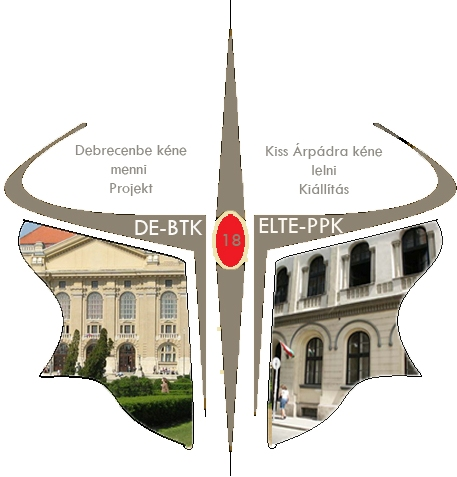 Debrecenbe kéne
menni
Projekt
Kiss Árpádra kéne
lelni
Kiállítás
DE-BTK
18
ELTE-PPK